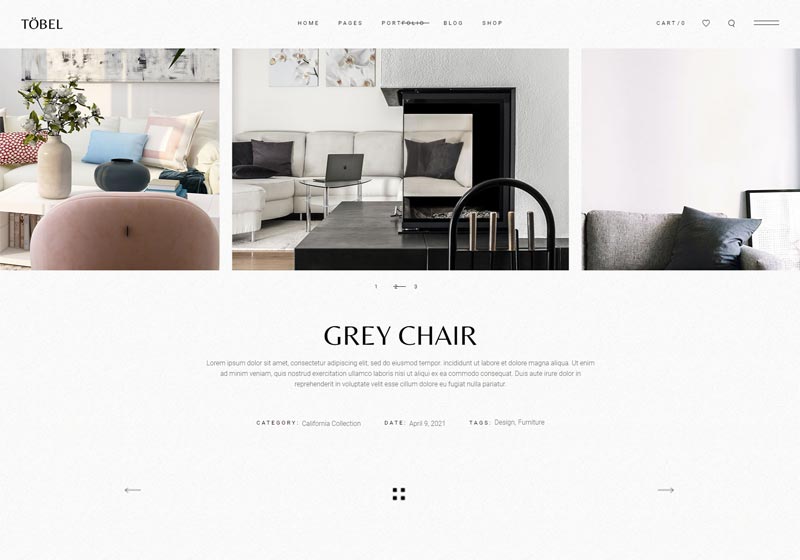 TÖBEL
HOME PAGES PORTFOLIO BLOG SHOP
CART/0
1 2 3
GREY CHAIR
Lorem ipsum dolor sit amet, consectetur adipiscing elit, sed do eiusmod tempor. incididunt ut labore et dolore magna aliqua. Ut enim
ad minim veniam, quis nostrud exercitation ullamco laboris nisi ut aliqui ex ea commodo consequat. Duis aute irure dolor in
reprehenderit in voluptate velit esse cillum dolore eu fugiat nulla pariatur.
CATEGORY: California Collection DATE: April 9, 2021 TAGS: Design, Furniture